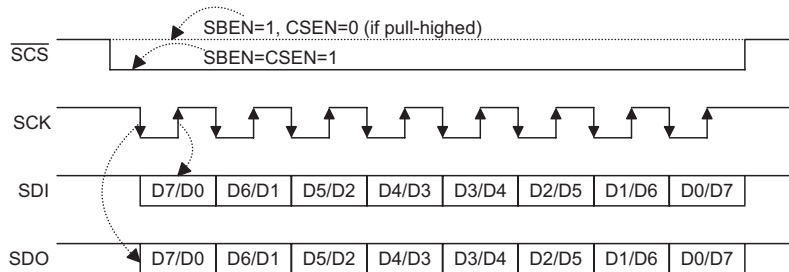 SBEN=1, CSEN=0 (if pull-highed)
SCS
SBEN=CSEN=1
SCK
SDI D7/D0 D6/D1 D5/D2 D4/D3 D3/D4 D2/D5 D1/D6 D0/D7
SDO D7/D0 D6/D1 D5/D2 D4/D3 D3/D4 D2/D5 D1/D6 D0/D7